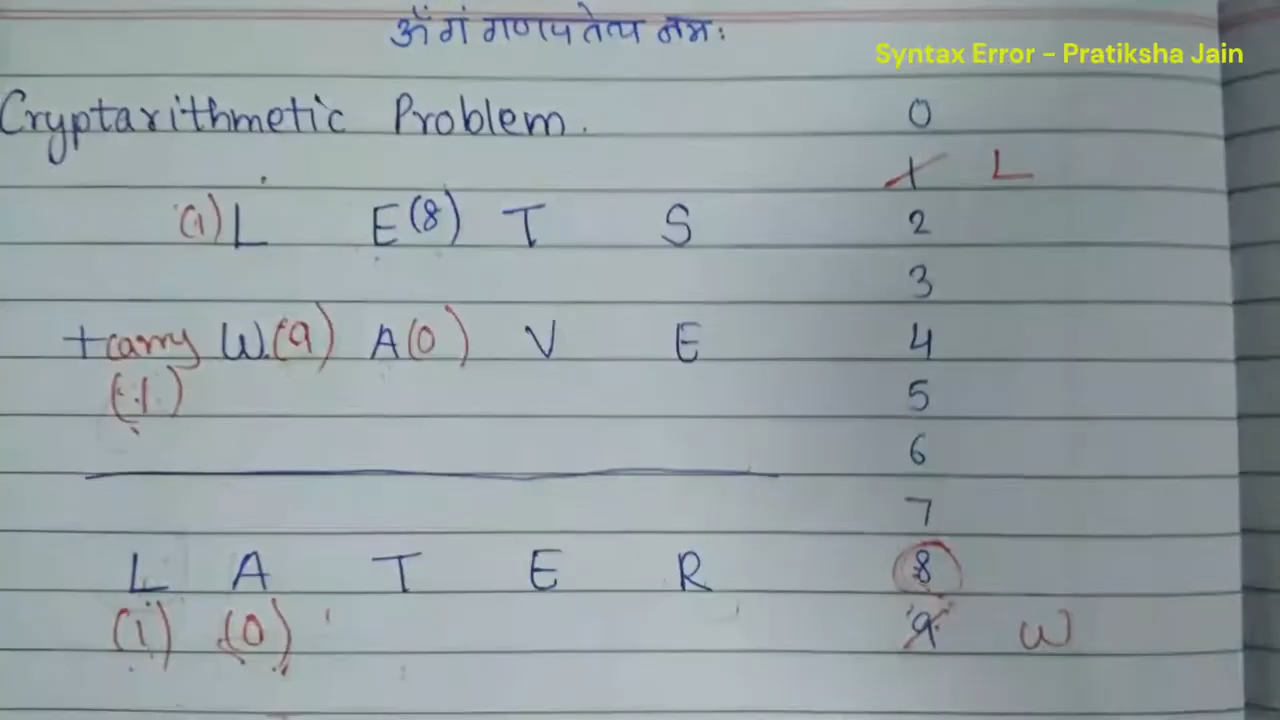 ॐ गं गणपतेय नमः
Syntax Error - Pratiksha Jain
Cryptarithmetic Problem.
(1) L E(8) T S
+carry W.(9) A(0) V E
(1)
L A T E R
(1) (0)
0
1 L
2
3
4
5
6
7
8
9 W